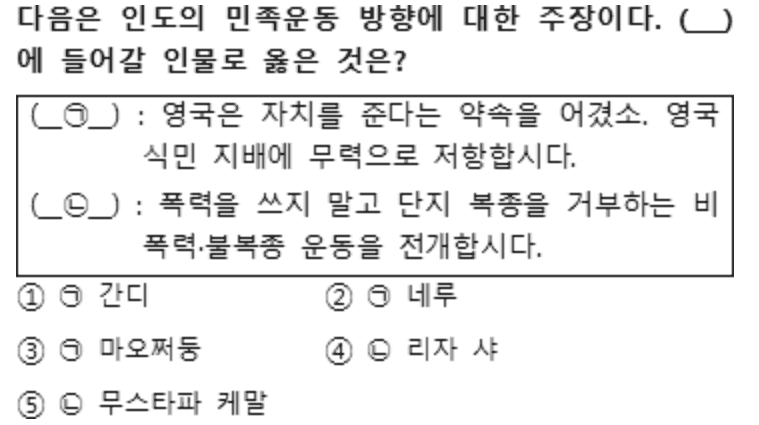 다음은 인도의 민족운동 방향에 대한 주장이다. (__)
에 들어갈 인물로 옳은 것은?
(_㉠_) : 영국은 자치를 준다는 약속을 어겼소. 영국
식민 지배에 무력으로 저항합시다.
(_㉡_) : 폭력을 쓰지 말고 단지 복종을 거부하는 비
폭력·불복종 운동을 전개합시다.
① ㉠ 간디 ② ㉠ 네루
③ ㉠ 마오쩌둥 ④ ㉡ 리자 샤
⑤ ㉡ 무스타파 케말